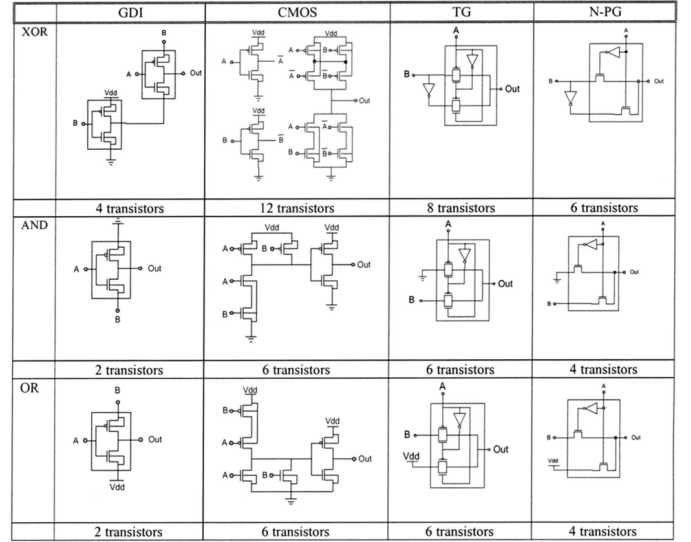 GDI CMOS TG N-PG
XOR
B
A
Out
Vdd
B
Vdd
A
A
Vdd
B
B
A B
A B
Out
A A
B B
A
B
Out
A
B
Out
4 transistors 12 transistors 8 transistors 6 transistors
AND
A
Out
B
Vdd Vdd
A B
A
B
Out
A
B
Out
A
B
Out
2 transistors 6 transistors 6 transistors 4 transistors
OR
B
A
Out
Vdd
Vdd
B
A
A B
Vdd
Out
A
B
Vdd
Out
A
B
Vdd
Out
2 transistors 6 transistors 6 transistors 4 transistors